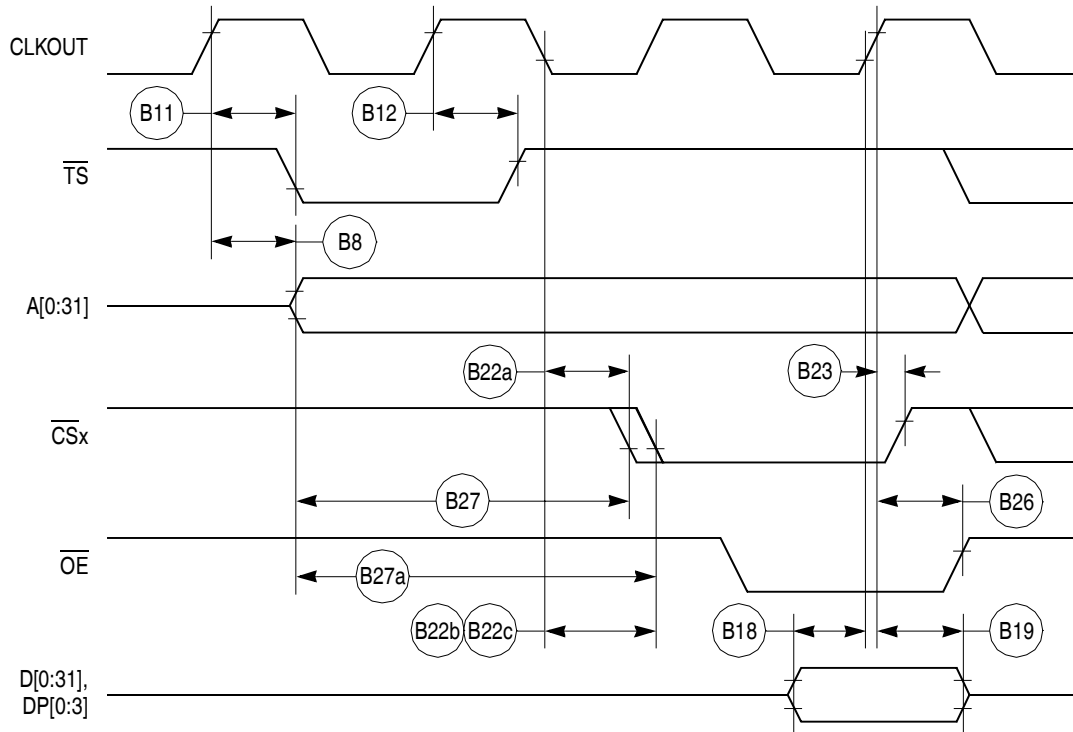 CLKOUT
B11
B12
TS
B8
A[0:31]
B22a
B23
CSx
B27
B26
OE
B27a
B22b
B22c
B18
B19
D[0:31],
DP[0:3]